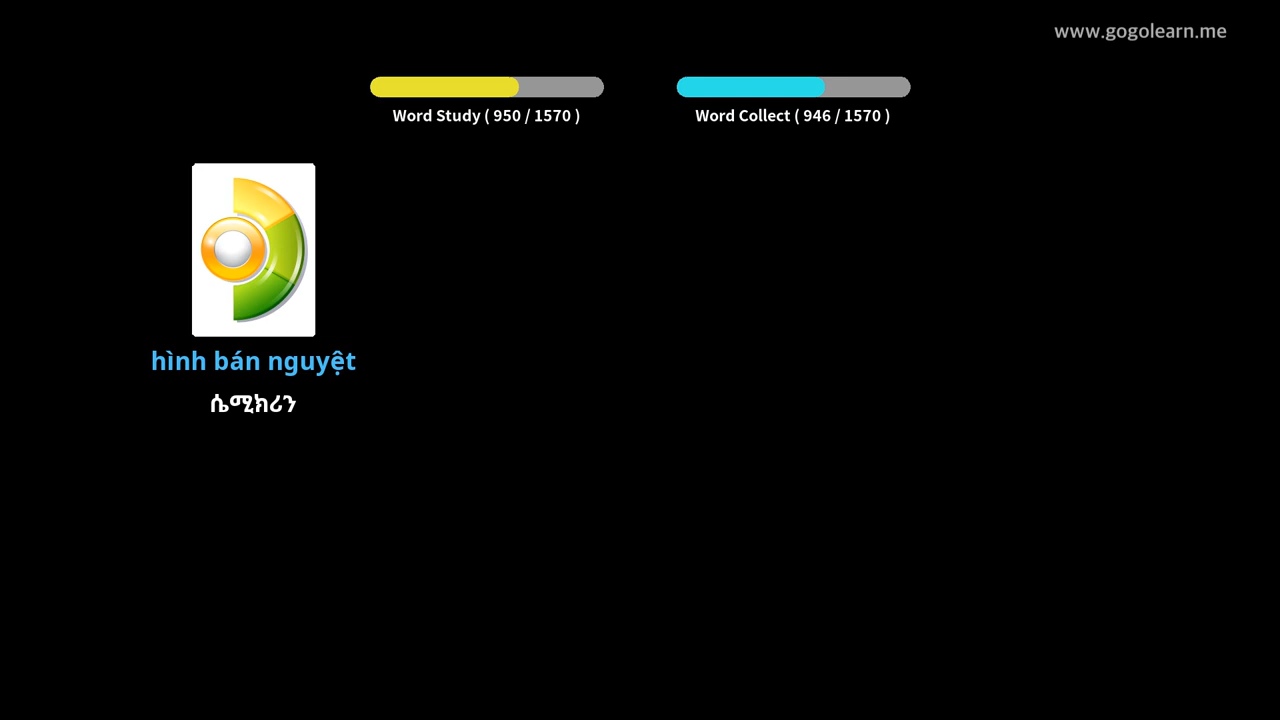 www.gogolearn.me
Word Study ( 950 / 1570 )
Word Collect ( 946 / 1570 )
hình bán nguyệt
ሴሚክሪን